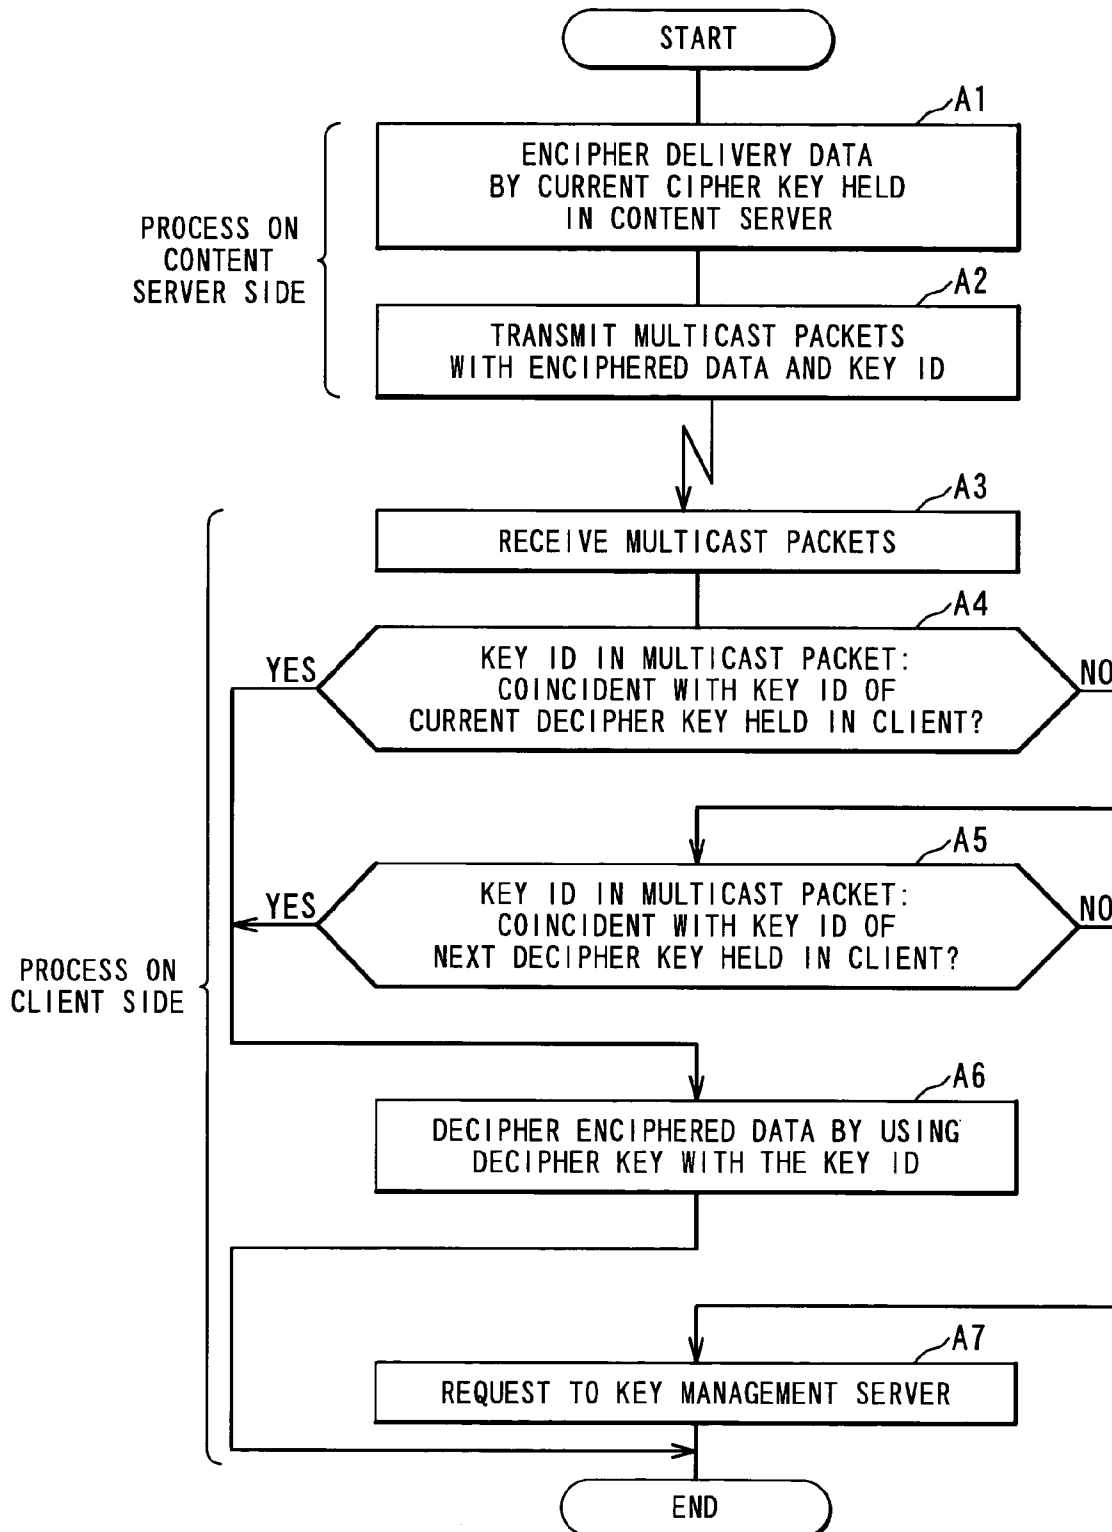 START
A1
ENCIPHER DELIVERY DATA
BY CURRENT CIPHER KEY HELD
IN CONTENT SERVER
PROCESS ON
CONTENT
SERVER SIDE
A2
TRANSMIT MULTICAST PACKETS
WITH ENCIPHERED DATA AND KEY ID
A3
RECEIVE MULTICAST PACKETS
A4
YES
KEY ID IN MULTICAST PACKET:
COINCIDENT WITH KEY ID OF
CURRENT DECIPHER KEY HELD IN CLIENT?
NO
A5
YES
KEY ID IN MULTICAST PACKET:
COINCIDENT WITH KEY ID OF
NEXT DECIPHER KEY HELD IN CLIENT?
NO
PROCESS ON
CLIENT SIDE
A6
DECIPHER ENCIPHERED DATA BY USING
DECIPHER KEY WITH THE KEY ID
A7
REQUEST TO KEY MANAGEMENT SERVER
END